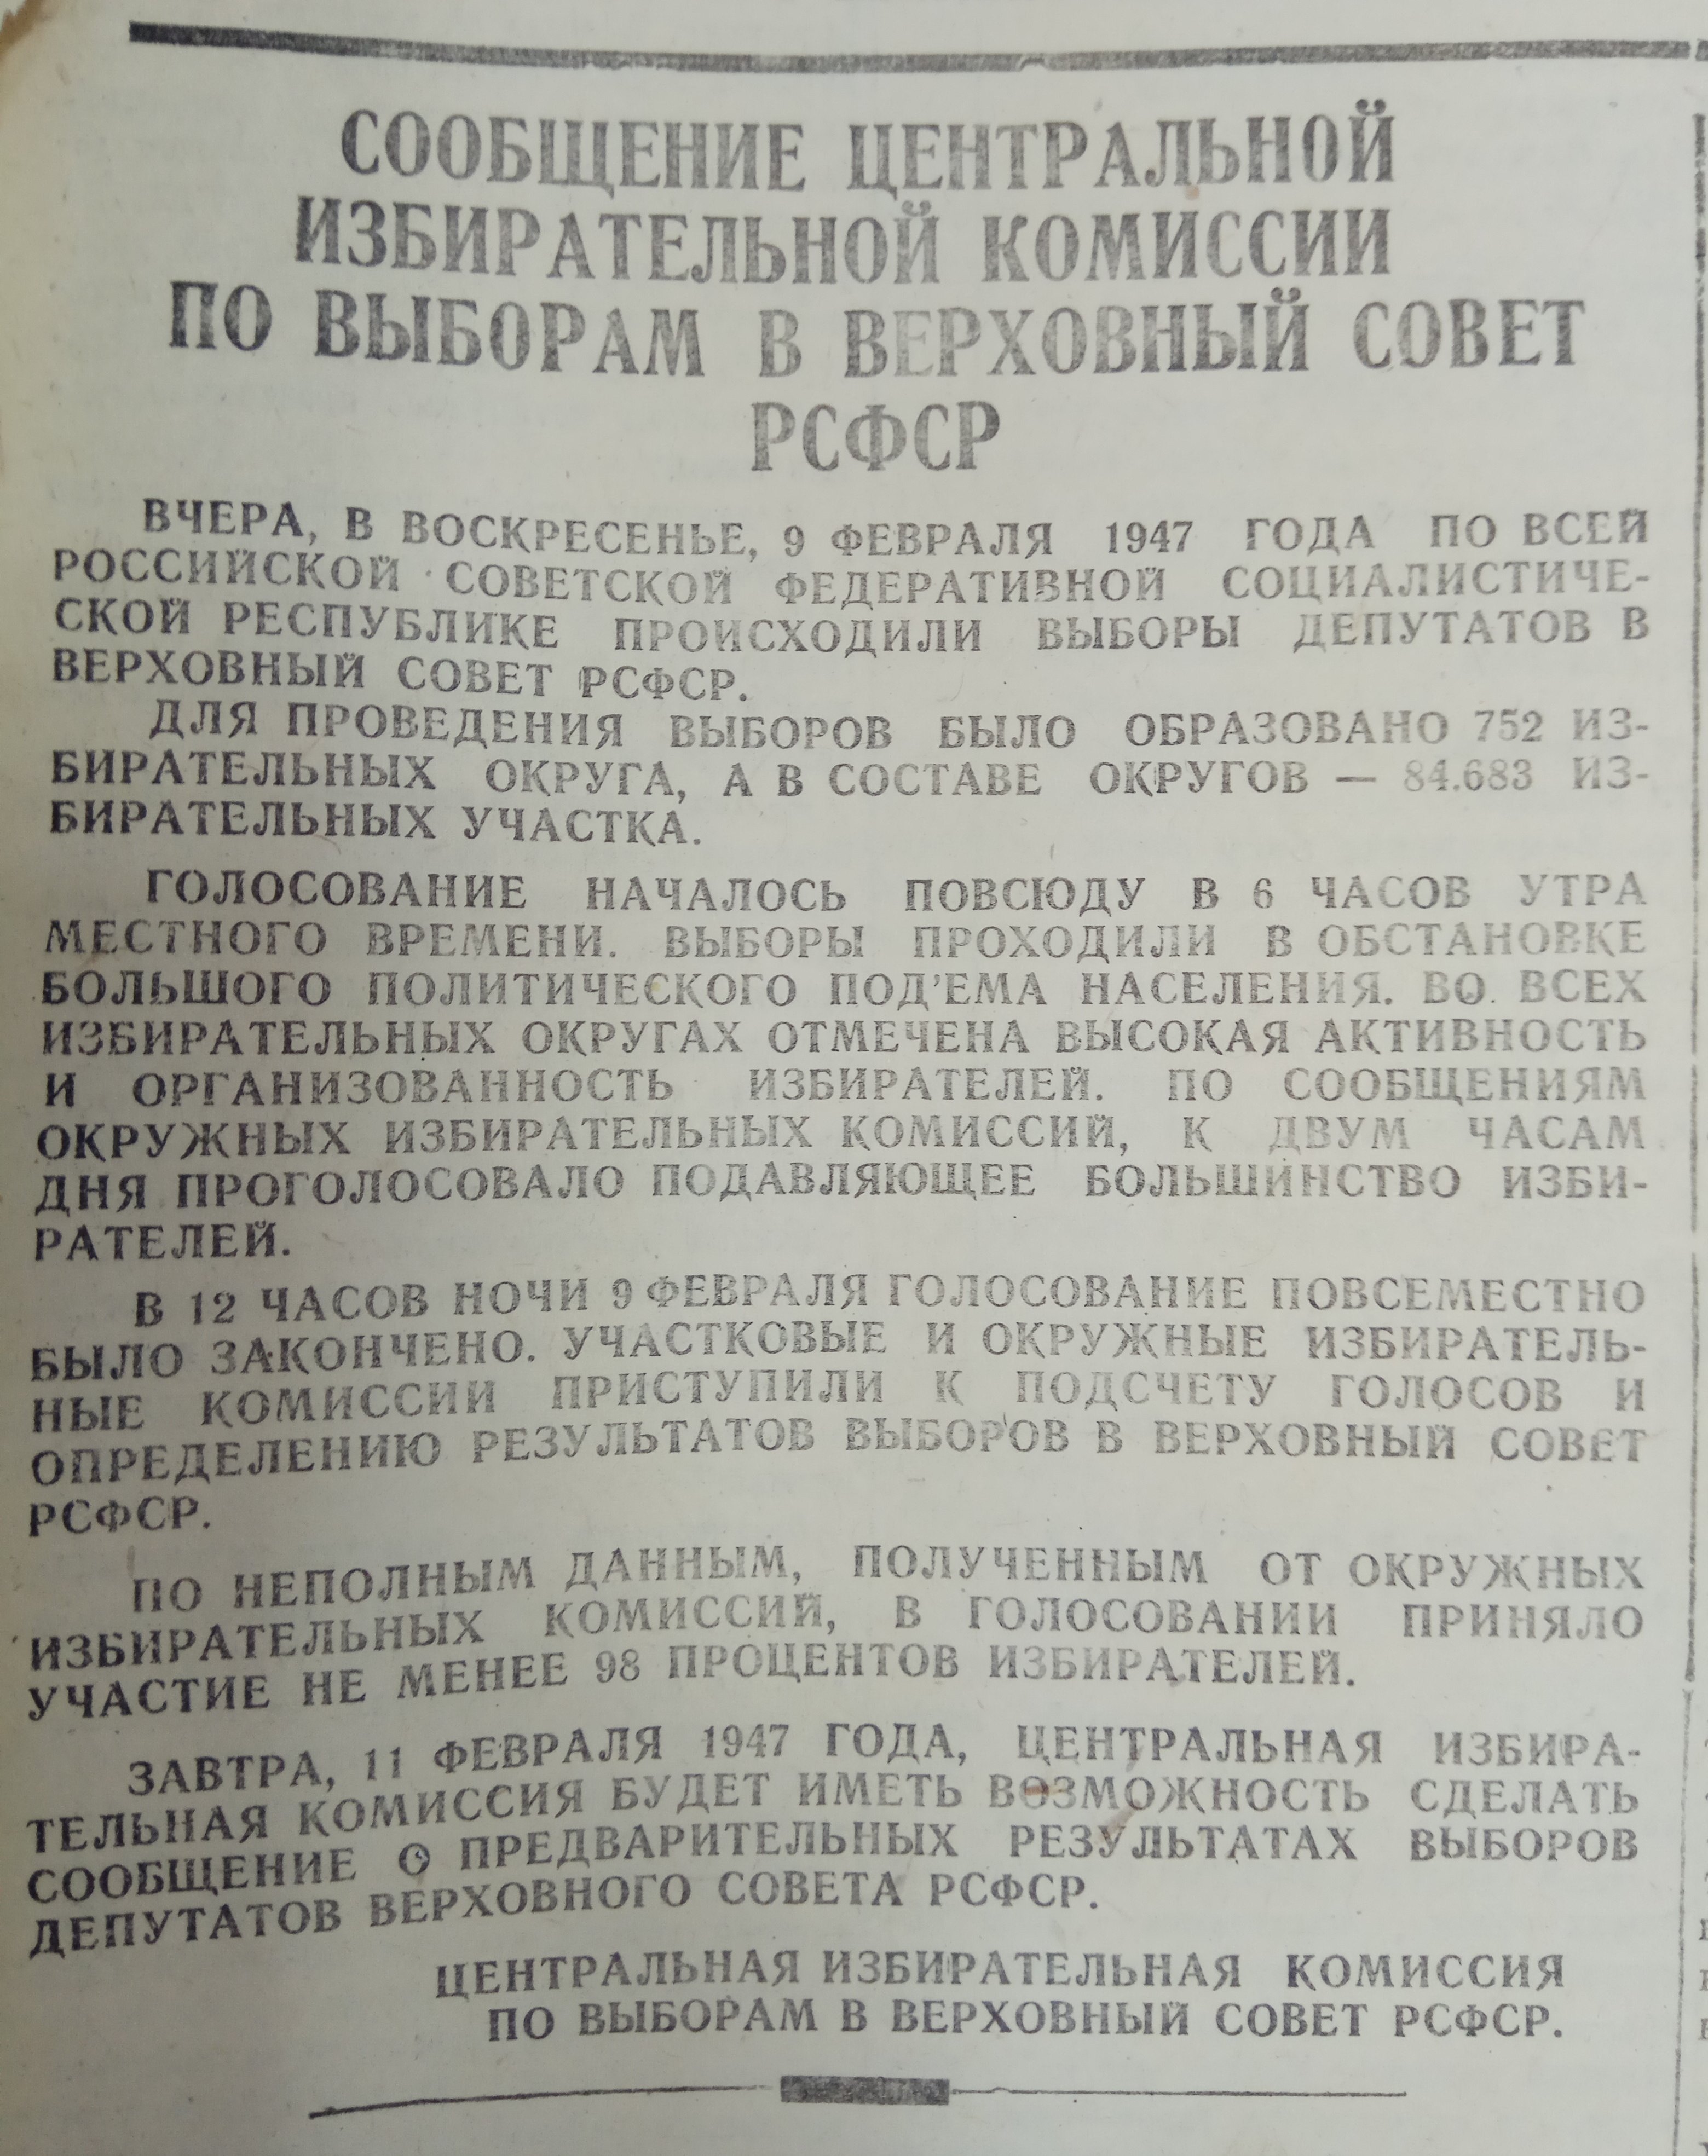 СООБЩЕНИЕ ЦЕНТРАЛЬНОЙ
ИЗБИРАТЕЛЬНОЙ КОМИССИИ
ПО ВЫБОРАМ В ВЕРХОВНЫЙ СОВЕТ
РСФСР
ВЧЕРА, В ВОСКРЕСЕНЬЕ, 9 ФЕВРАЛЯ 1947 ГОДА ПО ВСЕЙ
РОССИЙСКОЙ СОВЕТСКОЙ ФЕДЕРАТИВНОЙ СОЦИАЛИСТИЧЕ-
СКОЙ РЕСПУБЛИКЕ ПРОИСХОДИЛИ ВЫБОРЫ ДЕПУТАТОВ В
ВЕРХОВНЫЙ СОВЕТ РСФСР.
ДЛЯ ПРОВЕДЕНИЯ ВЫБОРОВ БЫЛО ОБРАЗОВАНО 752 ИЗ-
БИРАТЕЛЬНЫХ ОКРУГА, А В СОСТАВЕ ОКРУГОВ — 84.683 ИЗ-
БИРАТЕЛЬНЫХ УЧАСТКА.
ГОЛОСОВАНИЕ НАЧАЛОСЬ ПОВСЮДУ В 6 ЧАСОВ УТРА
МЕСТНОГО ВРЕМЕНИ. ВЫБОРЫ ПРОХОДИЛИ В ОБСТАНОВКЕ
БОЛЬШОГО ПОЛИТИЧЕСКОГО ПОД'ЕМА НАСЕЛЕНИЯ. ВО ВСЕХ
ИЗБИРАТЕЛЬНЫХ ОКРУГАХ ОТМЕЧЕНА ВЫСОКАЯ АКТИВНОСТЬ
И ОРГАНИЗОВАННОСТЬ ИЗБИРАТЕЛЕЙ. ПО СООБЩЕНИЯМ
ОКРУЖНЫХ ИЗБИРАТЕЛЬНЫХ КОМИССИЙ, К ДВУМ ЧАСАМ
ДНЯ ПРОГОЛОСОВАЛО ПОДАВЛЯЮЩЕЕ БОЛЬШИНСТВО ИЗБИ-
РАТЕЛЕЙ.
В 12 ЧАСОВ НОЧИ 9 ФЕВРАЛЯ ГОЛОСОВАНИЕ ПОВСЕМЕСТНО
БЫЛО ЗАКОНЧЕНО. УЧАСТКОВЫЕ И ОКРУЖНЫЕ ИЗБИРАТЕЛЬ-
НЫЕ КОМИССИИ ПРИСТУПИЛИ К ПОДСЧЕТУ ГОЛОСОВ И
ОПРЕДЕЛЕНИЮ РЕЗУЛЬТАТОВ ВЫБОРОВ В ВЕРХОВНЫЙ СОВЕТ
РСФСР.
ПО НЕПОЛНЫМ ДАННЫМ, ПОЛУЧЕННЫМ ОТ ОКРУЖНЫХ
ИЗБИРАТЕЛЬНЫХ КОМИССИЙ, В ГОЛОСОВАНИИ ПРИНЯЛО
УЧАСТИЕ НЕ МЕНЕЕ 98 ПРОЦЕНТОВ ИЗБИРАТЕЛЕЙ.
ЗАВТРА, 11 ФЕВРАЛЯ 1947 ГОДА, ЦЕНТРАЛЬНАЯ ИЗБИРА-
ТЕЛЬНАЯ КОМИССИЯ БУДЕТ ИМЕТЬ ВОЗМОЖНОСТЬ СДЕЛАТЬ
СООБЩЕНИЕ О ПРЕДВАРИТЕЛЬНЫХ РЕЗУЛЬТАТАХ ВЫБОРОВ
ДЕПУТАТОВ ВЕРХОВНОГО СОВЕТА РСФСР.
ЦЕНТРАЛЬНАЯ ИЗБИРАТЕЛЬНАЯ КОМИССИЯ
ПО ВЫБОРАМ В ВЕРХОВНЫЙ СОВЕТ РСФСР.